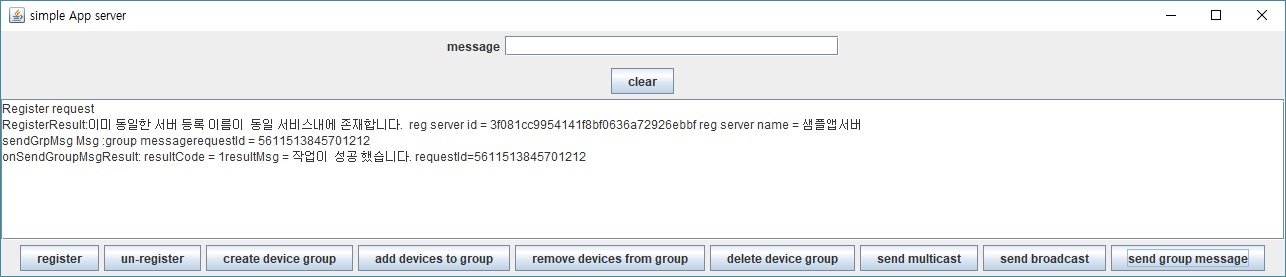 simple App server
message
clear
Register request
RegisterResult:이미 동일한 서버 등록 이름이  동일 서비스내에 존재합니다.  reg server id = 3f081cc9954141f8bf0636a72926ebbf reg server name = 샘플앱서버
sendGrpMsg Msg :group messagerequestId = 5611513845701212
onSendGroupMsgResult: resultCode = 1resultMsg = 작업이  성공 했습니다. requestId=5611513845701212
register un-register create device group add devices to group remove devices from group delete device group send multicast send broadcast send group message